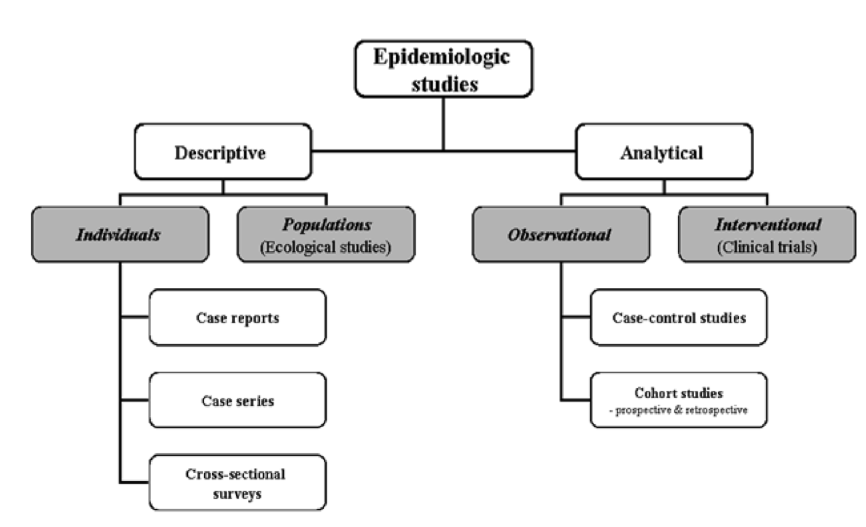 Epidemiologic
studies
Descriptive
Analytical
Individuals
Populations
(Ecological studies)
Observational
Interventional
(Clinical trials)
Case reports
Case-control studies
Case series
Cohort studies
- prospective & retrospective
Cross-sectional
surveys